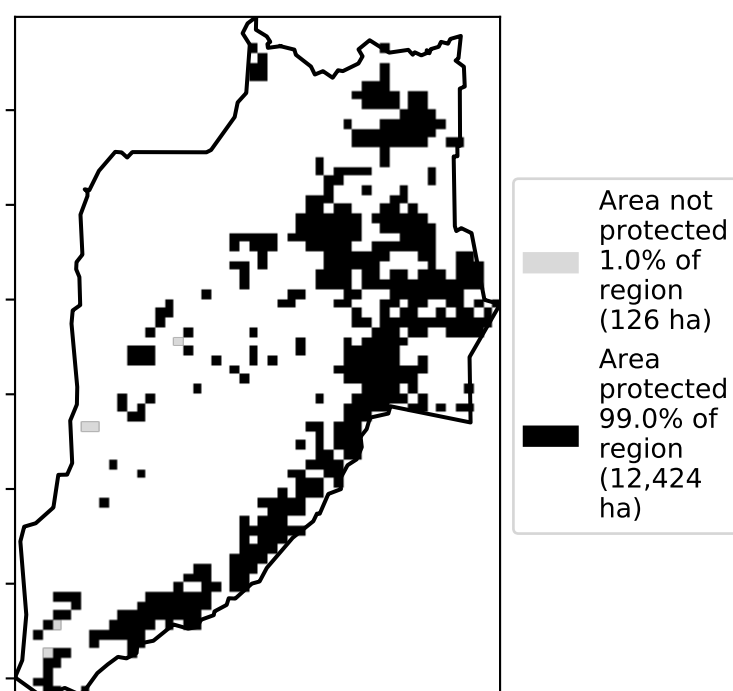 Area not
protected
1.0% of
region
(126 ha)
Area
protected
99.0% of
region
(12,424
ha)